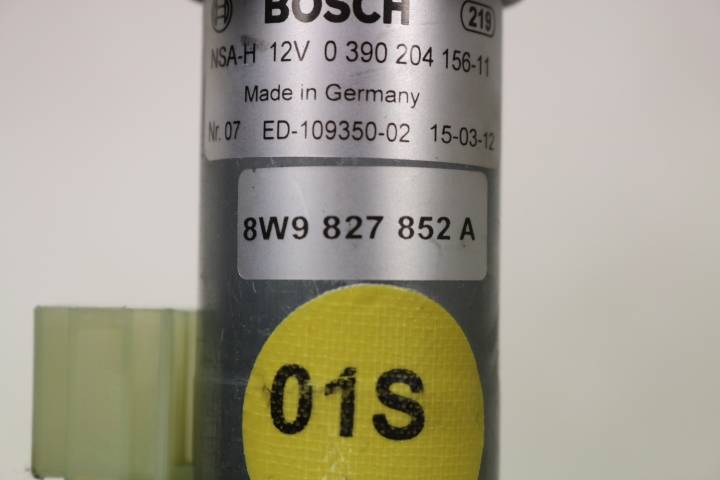 BOSCH 219
NSA-H 12V 0 390 204 156-11
Made in Germany
Nr. 07 ED-109350-02 15-03-12
8W9 827 852 A
01S